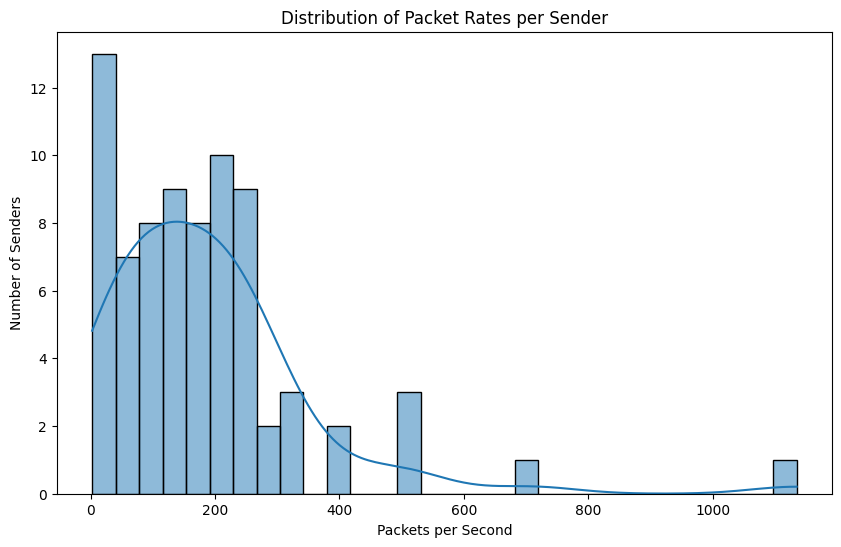 Distribution of Packet Rates per Sender
Number of Senders
12
10
8
6
4
2
0
0 200 400 600 800 1000
Packets per Second